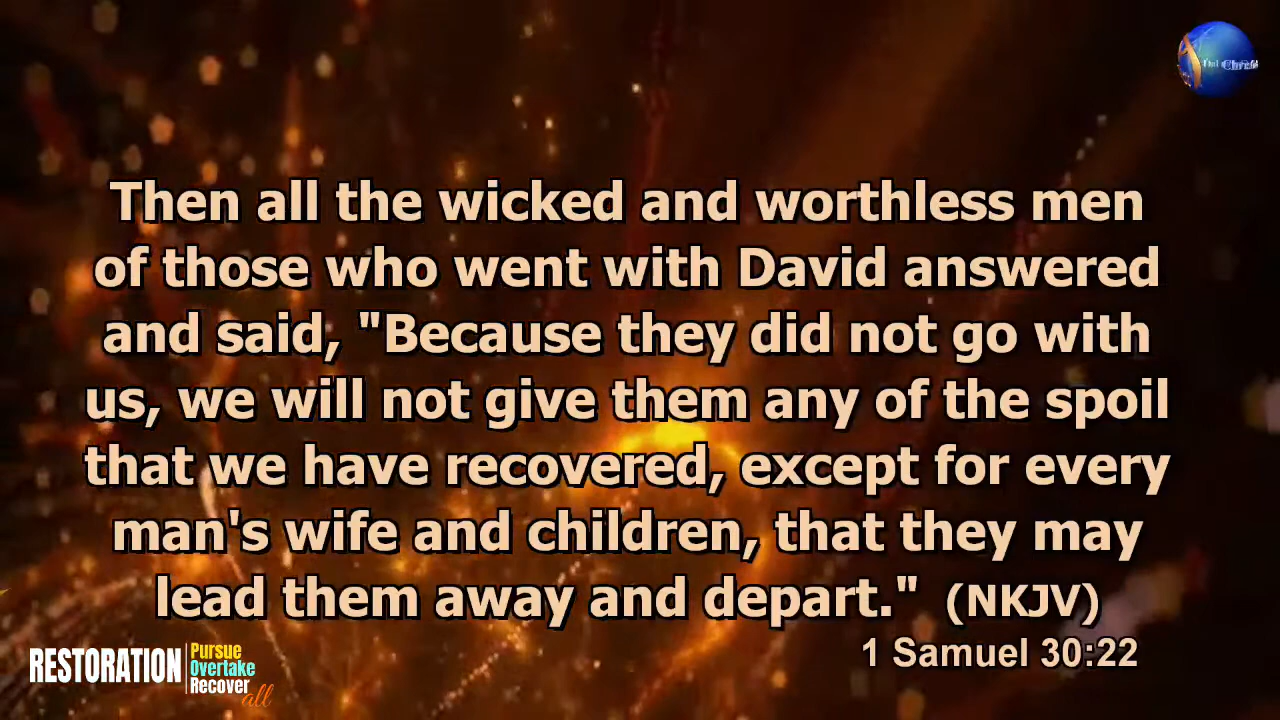 Then all the wicked and worthless men
of those who went with David answered
and said, "Because they did not go with
us, we will not give them any of the spoil
that we have recovered, except for every
man's wife and children, that they may
lead them away and depart." (NKJV)
1 Samuel 30:22
RESTORATION
Pursue
Overtake
Recover
all